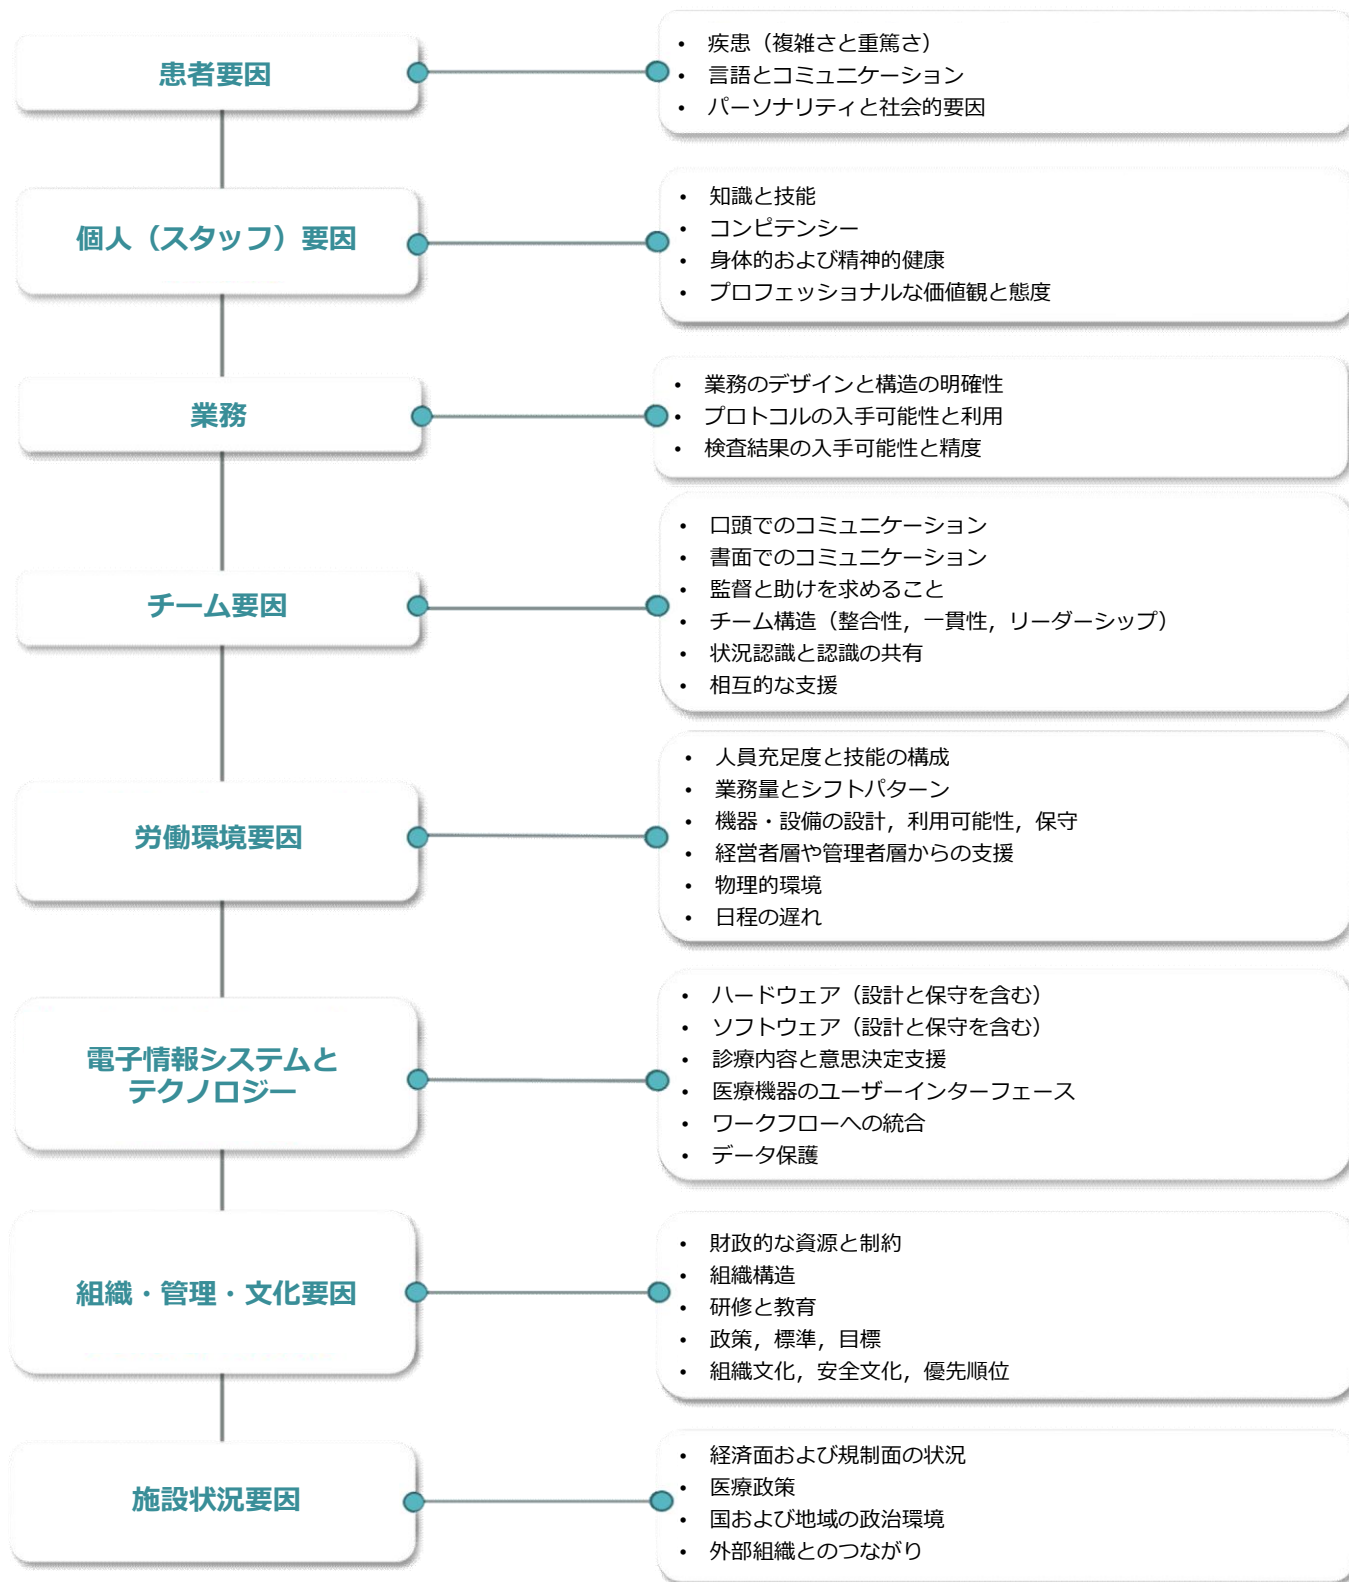 患者要因
• 疾患（複雑さと重篤さ）
• 言語とコミュニケーション
• パーソナリティと社会的要因
個人（スタッフ）要因
• 知識と技能
• コンピテンシー
• 身体的および精神的健康
• プロフェッショナルな価値観と態度
業務
• 業務のデザインと構造の明確性
• プロトコルの入手可能性と利用
• 検査結果の入手可能性と精度
チーム要因
• 口頭でのコミュニケーション
• 書面でのコミュニケーション
• 監督と助けを求めること
• チーム構造（整合性，一貫性，リーダーシップ）
• 状況認識と認識の共有
• 相互的な支援
労働環境要因
• 人員充足度と技能の構成
• 業務量とシフトパターン
• 機器・設備の設計，利用可能性，保守
• 経営者層や管理者層からの支援
• 物理的環境
• 日程の遅れ
電子情報システムと
テクノロジー
• ハードウェア（設計と保守を含む）
• ソフトウェア（設計と保守を含む）
• 診療内容と意思決定支援
• 医療機器のユーザーインターフェース
• ワークフローへの統合
• データ保護
組織・管理・文化要因
• 財政的な資源と制約
• 組織構造
• 研修と教育
• 政策，標準，目標
• 組織文化，安全文化，優先順位
施設状況要因
• 経済面および規制面の状況
• 医療政策
• 国および地域の政治環境
• 外部組織とのつながり